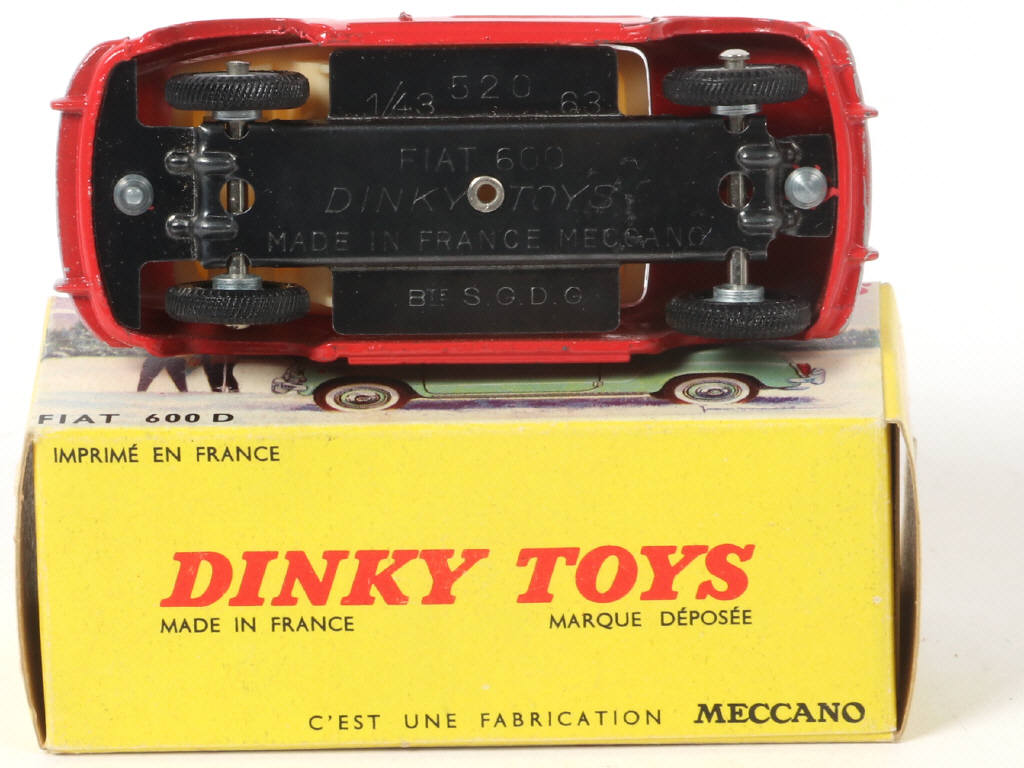 520
1/43 63
FIAT 600
DINKY TOYS
MADE IN FRANCE MECCANO
BTE S.G.D.G
FIAT 600 D
IMPRIMÉ EN FRANCE
DINKY TOYS
MADE IN FRANCE MARQUE DÉPOSÉE
C'EST UNE FABRICATION MECCANO